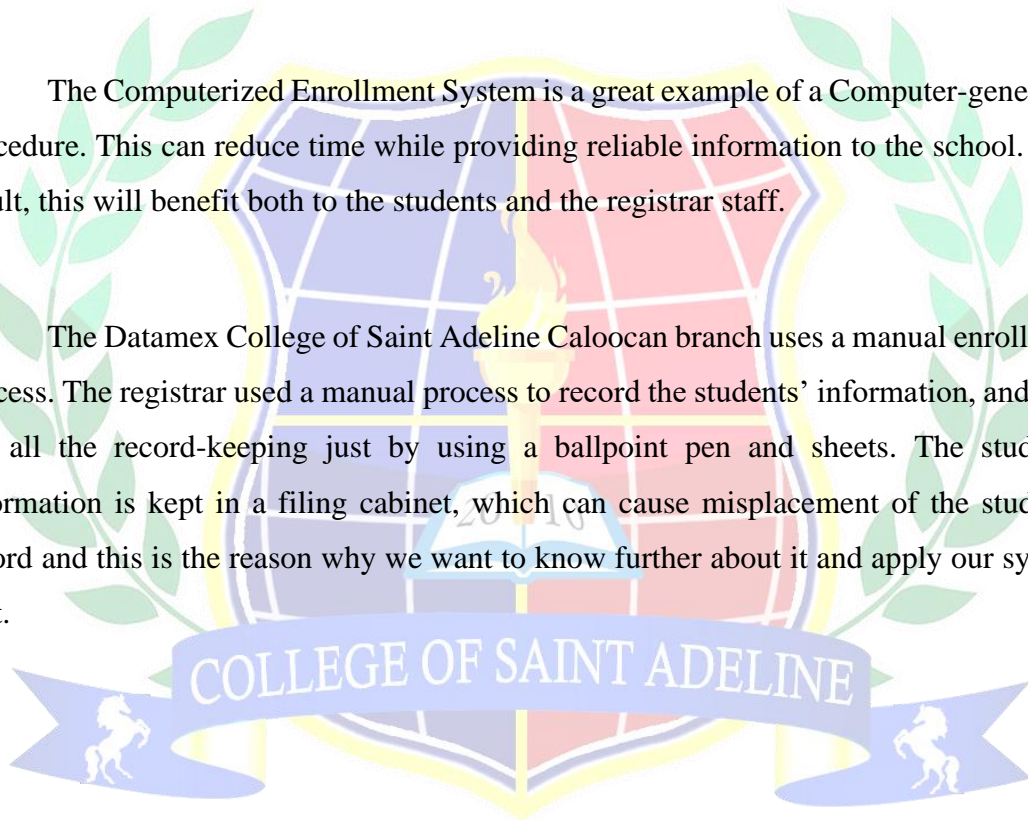 The Computerized Enrollment System is a great example of a Computer-gene
cedure. This can reduce time while providing reliable information to the school.
ult, this will benefit both to the students and the registrar staff.
The Datamex College of Saint Adeline Caloocan branch uses a manual enroll
cess. The registrar used a manual process to record the students’ information, and
all the record-keeping just by using a ballpoint pen and sheets. The stud
ormation is kept in a filing cabinet, which can cause misplacement of the stud
ord and this is the reason why we want to know further about it and apply our sy
t.
20 16
COLLEGE OF SAINT ADELINE